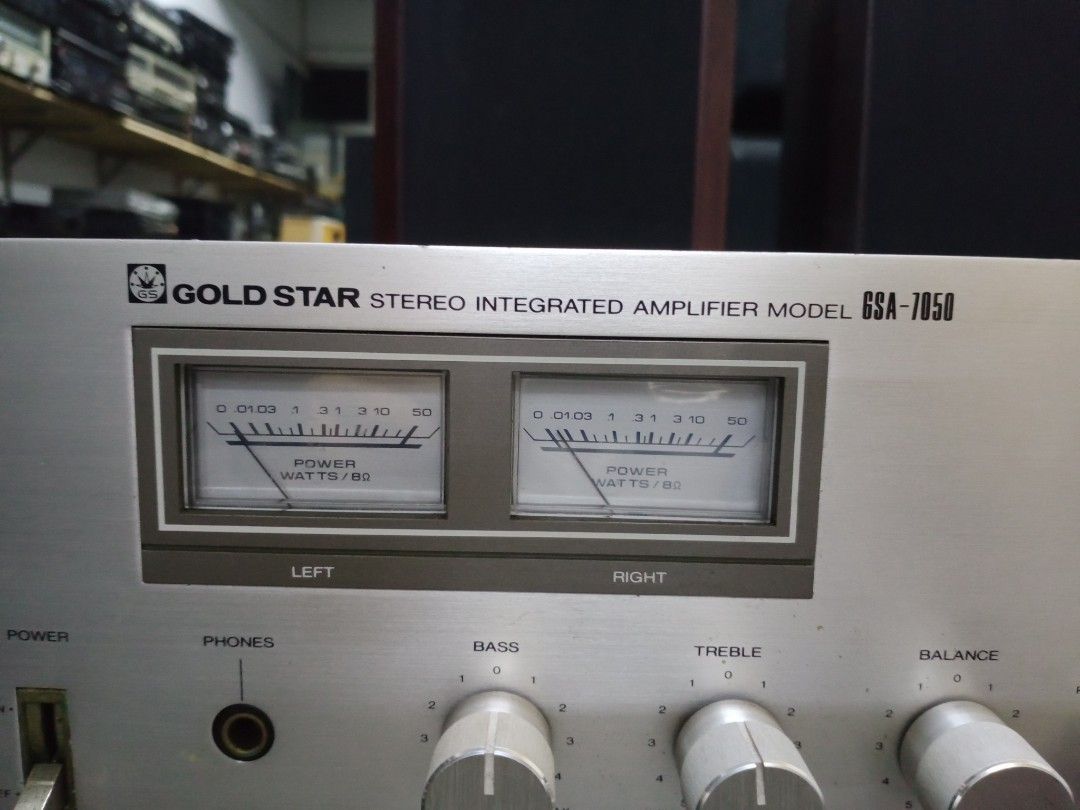 GS GOLD STAR STEREO INTEGRATED AMPLIFIER MODEL GSA-7050
0 .01 .03 .1 .3 1 3 10 50
POWER
WATTS/8Ω
0 .01 .03 .1 .3 1 3 10 50
POWER
WATTS/8Ω
LEFT RIGHT
POWER PHONES BASS TREBLE BALANCE
1 0 1
2 2
3 3
4
1 0 1
2 2
3 3
4 4
1 0 1
2 2
3
4
5